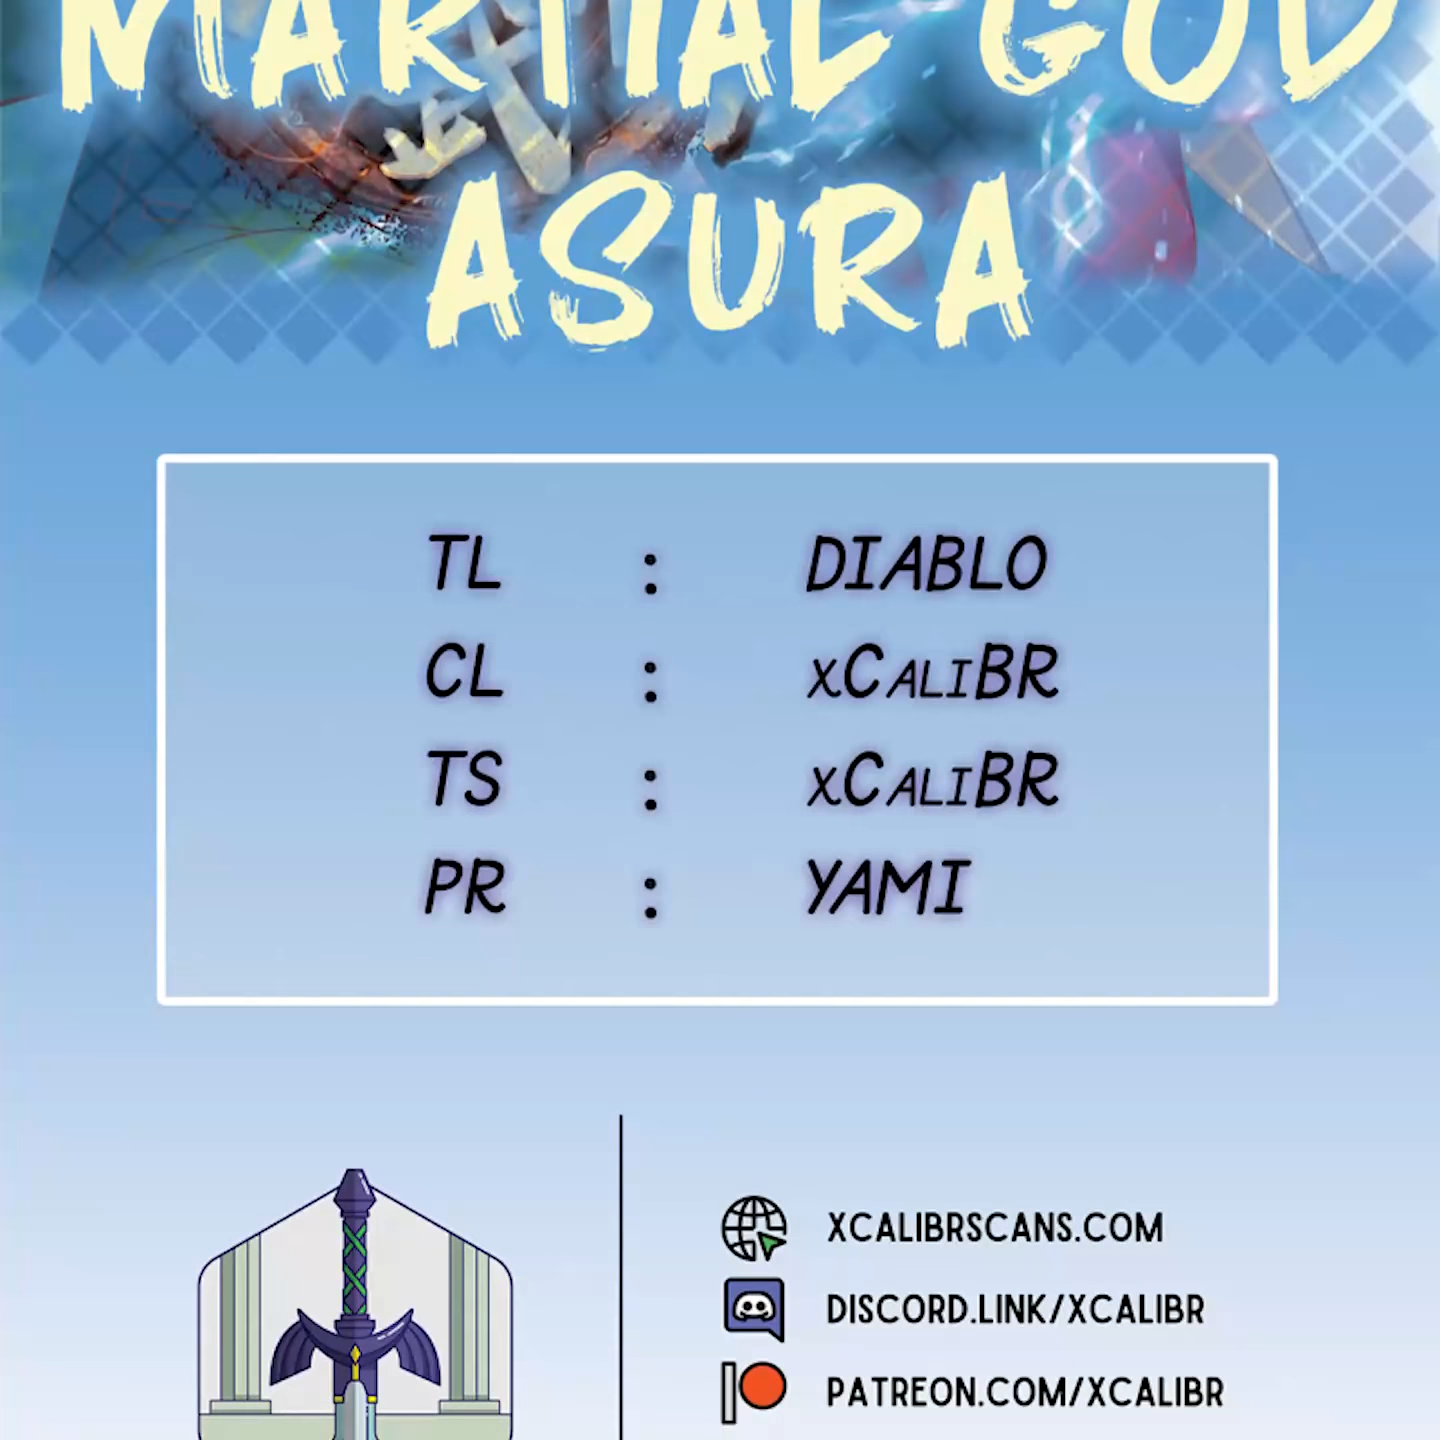 MARTIAL GOD
ASURA
TL : DIABLO
CL : xCALIBR
TS : xCALIBR
PR : YAMI
XCALIBRSCANS.COM
DISCORD.LINK/XCALIBR
PATREON.COM/XCALIBR